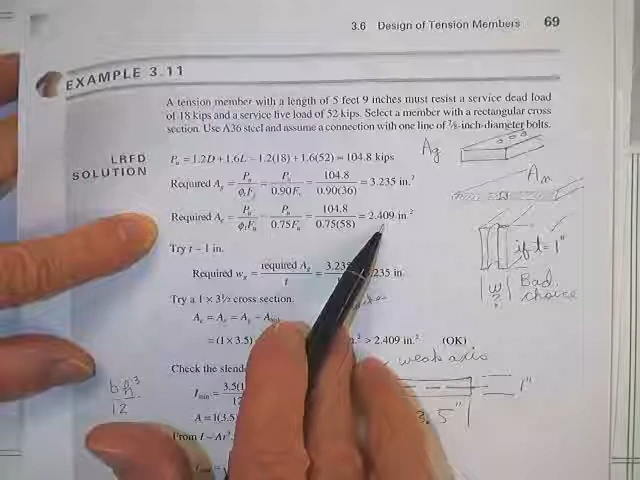 3.6 Design of Tension Members 69
EXAMPLE 3.11
A tension member with a length of 5 feet 9 inches must resist a service dead load
of 18 kips and a service live load of 52 kips. Select a member with a rectangular cross
section. Use A36 steel and assume a connection with one line of 7/8-inch-diameter bolts.
LRFD
SOLUTION
Pu = 1.2D + 1.6L = 1.2(18) + 1.6(52) = 104.8 kips
Required Ag = Pu/ϕtFy = Pu/0.90Fy = 104.8/0.90(36) = 3.235 in.²
Required Ae = Pu/ϕtFu = Pu/0.75Fu = 104.8/0.75(58) = 2.409 in.²
Try t = 1 in.
Required wg = required Ag/t = 3.235 in.
Try a 1 × 3½ cross section.
Ae = An = Ag − Ahole
= (1 × 3.5) in.² > 2.409 in.² (OK)
Check the
Imin = 3.5(1
A = 1(3.5)
From I = Ar²,
Ag
An
if t = 1"
w
?
Bad
choice
weak axis
1"
3.5"
bh³
12